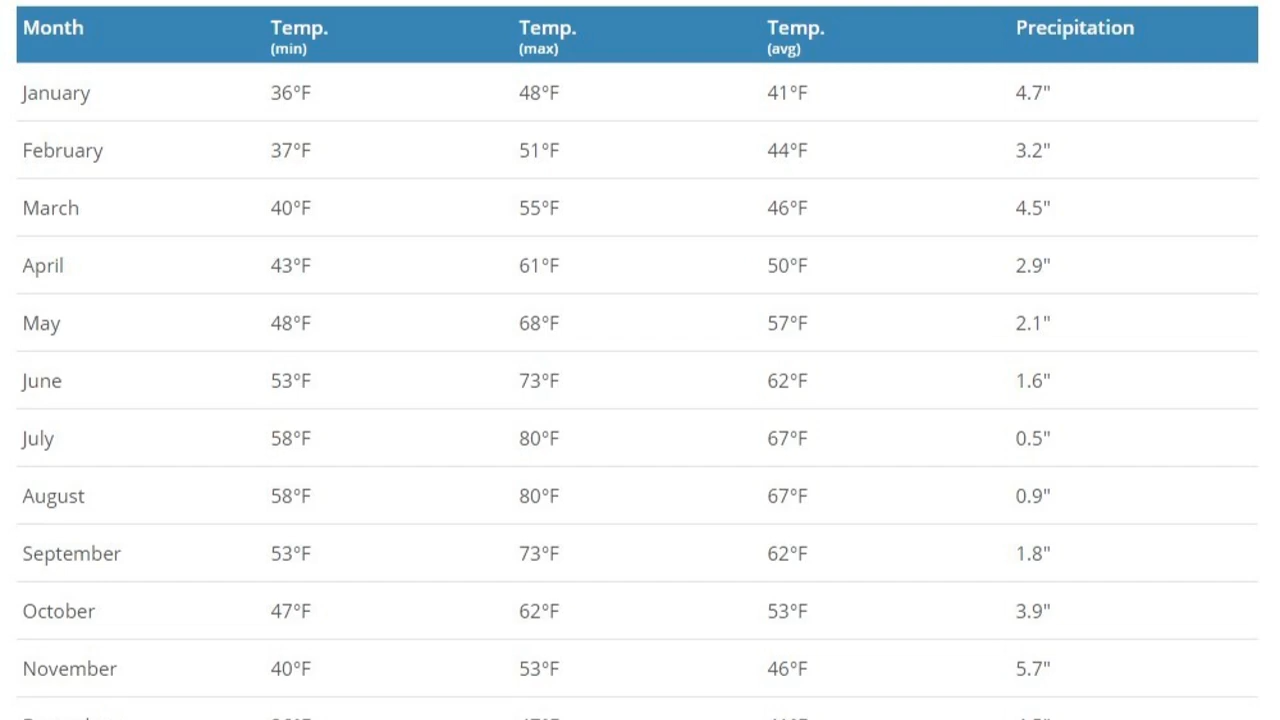 Month Temp. Temp. Temp. Precipitation
(min) (max) (avg)
January 36°F 48°F 41°F 4.7"
February 37°F 51°F 44°F 3.2"
March 40°F 55°F 46°F 4.5"
April 43°F 61°F 50°F 2.9"
May 48°F 68°F 57°F 2.1"
June 53°F 73°F 62°F 1.6"
July 58°F 80°F 67°F 0.5"
August 58°F 80°F 67°F 0.9"
September 53°F 73°F 62°F 1.8"
October 47°F 62°F 53°F 3.9"
November 40°F 53°F 46°F 5.7"